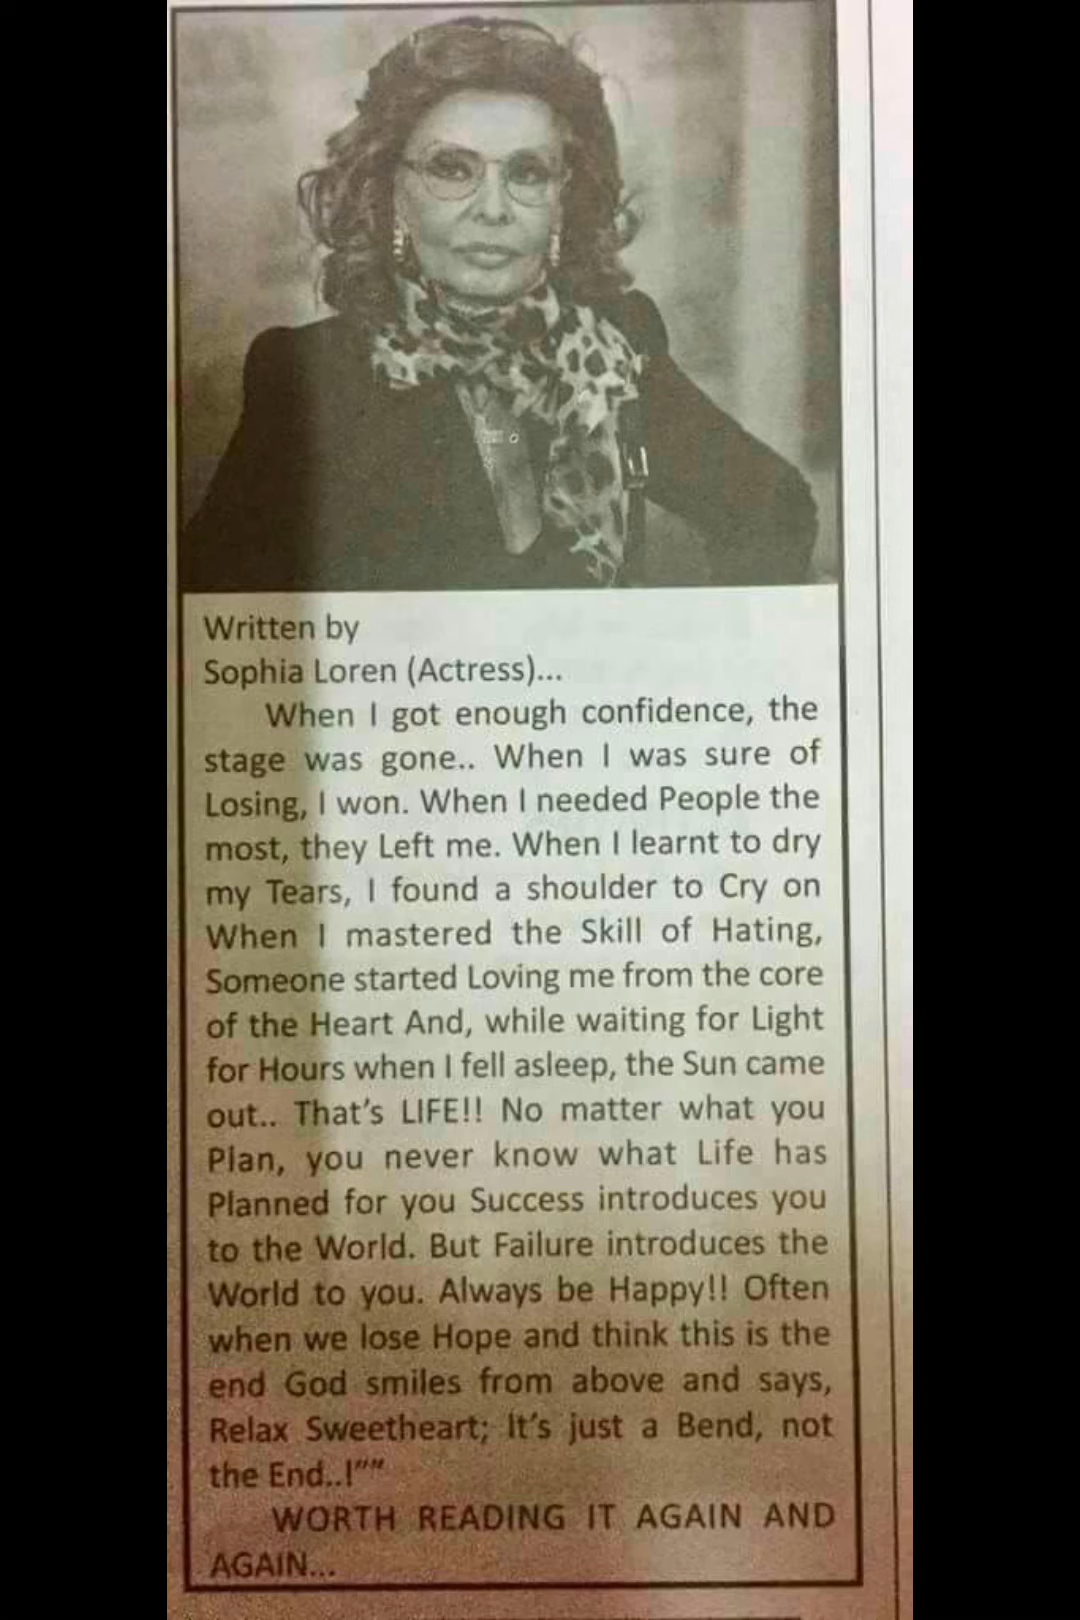 Written by
Sophia Loren (Actress)...
When I got enough confidence, the
stage was gone.. When I was sure of
Losing, I won. When I needed People the
most, they Left me. When I learnt to dry
my Tears, I found a shoulder to Cry on
When I mastered the Skill of Hating,
Someone started Loving me from the core
of the Heart And, while waiting for Light
for Hours when I fell asleep, the Sun came
out.. That's LIFE!! No matter what you
Plan, you never know what Life has
Planned for you Success introduces you
to the World. But Failure introduces the
World to you. Always be Happy!! Often
when we lose Hope and think this is the
end God smiles from above and says,
Relax Sweetheart; It's just a Bend, not
the End..!""
WORTH READING IT AGAIN AND
AGAIN...